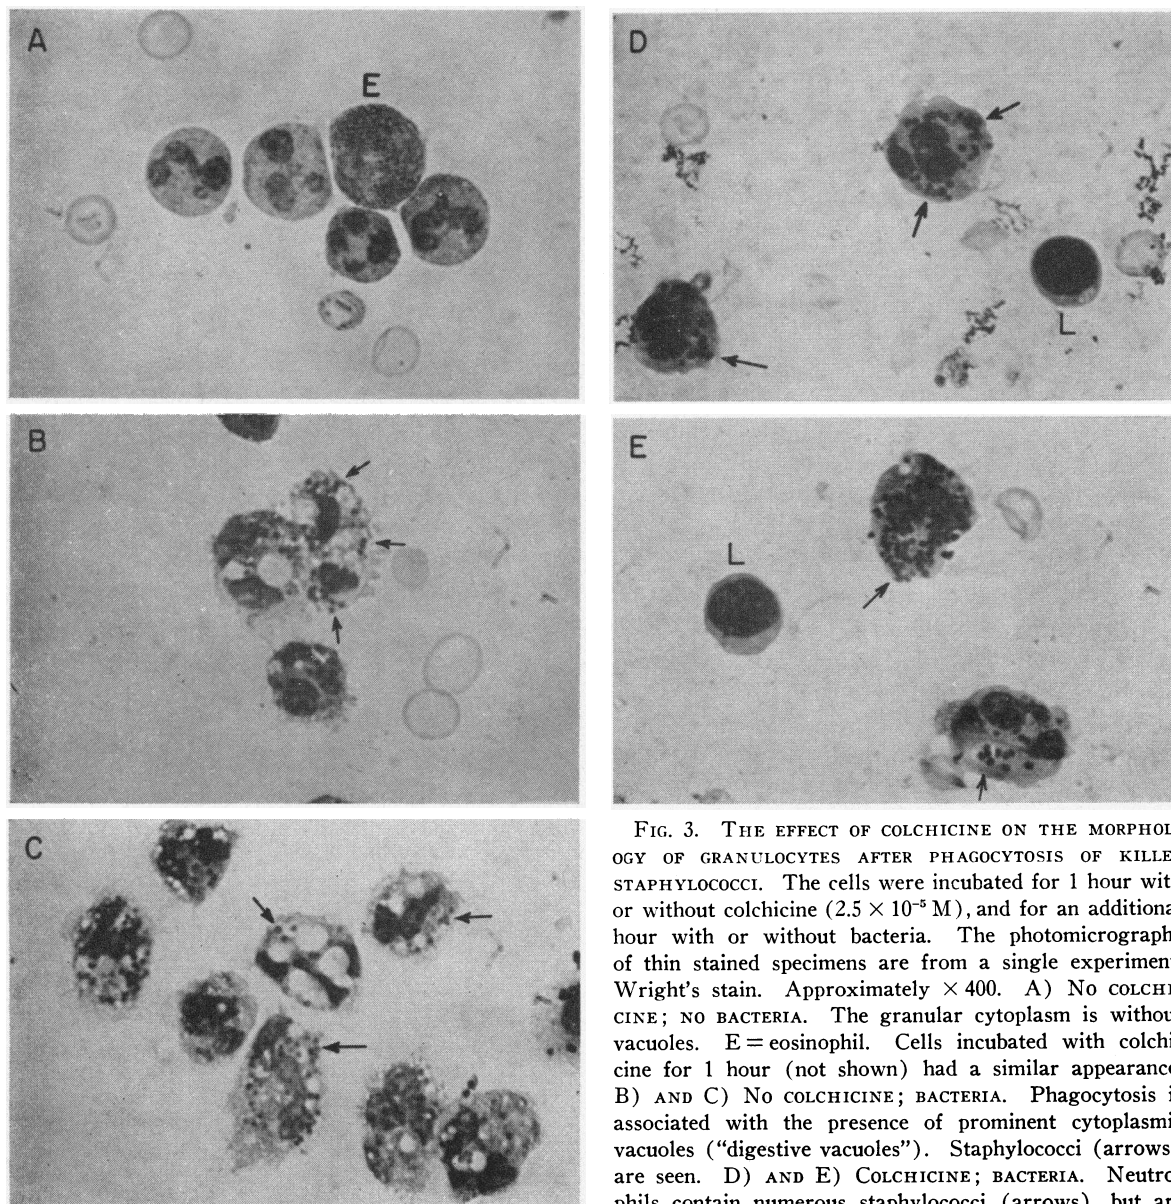 A
E
D
L
B
E
L
C
FIG. 3. THE EFFECT OF COLCHICINE ON THE MORPHOL
OGY OF GRANULOCYTES AFTER PHAGOCYTOSIS OF KILLE
STAPHYLOCOCCI. The cells were incubated for 1 hour wit
or without colchicine (2.5 × 10⁻⁵ M), and for an additiona
hour with or without bacteria. The photomicrograph
of thin stained specimens are from a single experimen
Wright's stain. Approximately × 400. A) NO COLCHI
CINE; NO BACTERIA. The granular cytoplasm is withou
vacuoles. E = eosinophil. Cells incubated with colchi
cine for 1 hour (not shown) had a similar appearance
B) AND C) NO COLCHICINE; BACTERIA. Phagocytosis i
associated with the presence of prominent cytoplasmi
vacuoles ("digestive vacuoles"). Staphylococci (arrows
are seen. D) AND E) COLCHICINE; BACTERIA. Neutro
phils contain numerous staphylococci (arrows), but